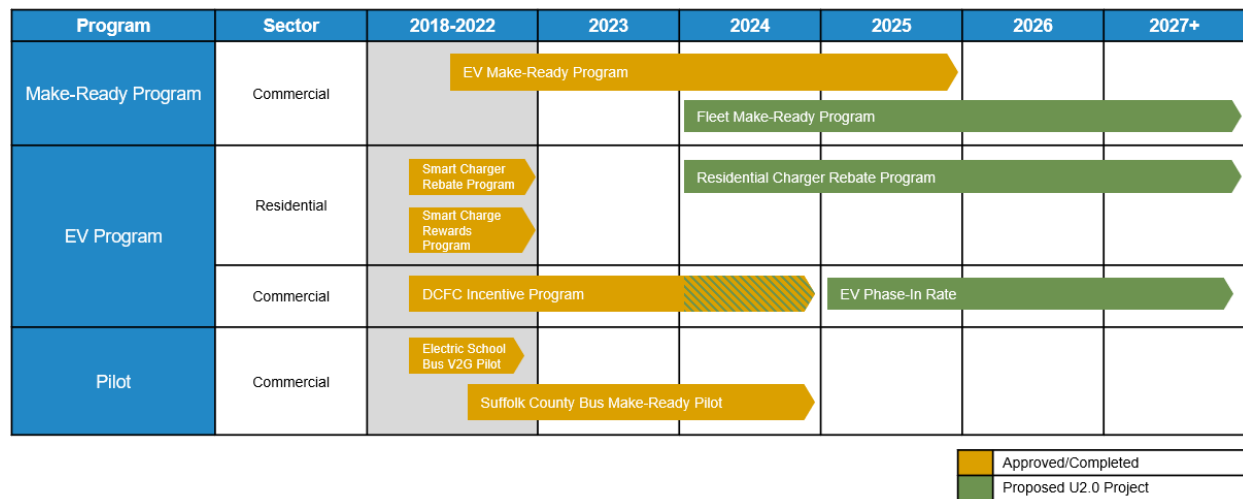 Program Sector 2018-2022 2023 2024 2025 2026 2027+
Make-Ready Program
Commercial
EV Make-Ready Program
Fleet Make-Ready Program
EV Program
Residential
Smart Charger
Rebate Program
Residential Charger Rebate Program
Smart Charge
Rewards
Program
Commercial
DCFC Incentive Program
EV Phase-In Rate
Pilot
Commercial
Electric School
Bus V2G Pilot
Suffolk County Bus Make-Ready Pilot
Approved/Completed
Proposed U2.0 Project